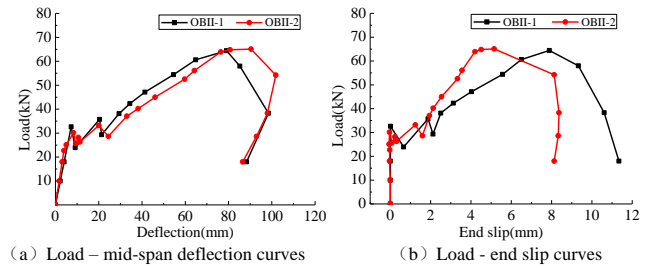 OBII-1 OBII-2
80
70
60
50
40
30
20
10
0
Load(kN)
0 20 40 60 80 100 120
Deflection(mm)
（a）Load – mid-span deflection curves
OBII-1 OBII-2
80
70
60
50
40
30
20
10
0
Load(kN)
0 2 4 6 8 10 12
End slip(mm)
（b）Load - end slip curves